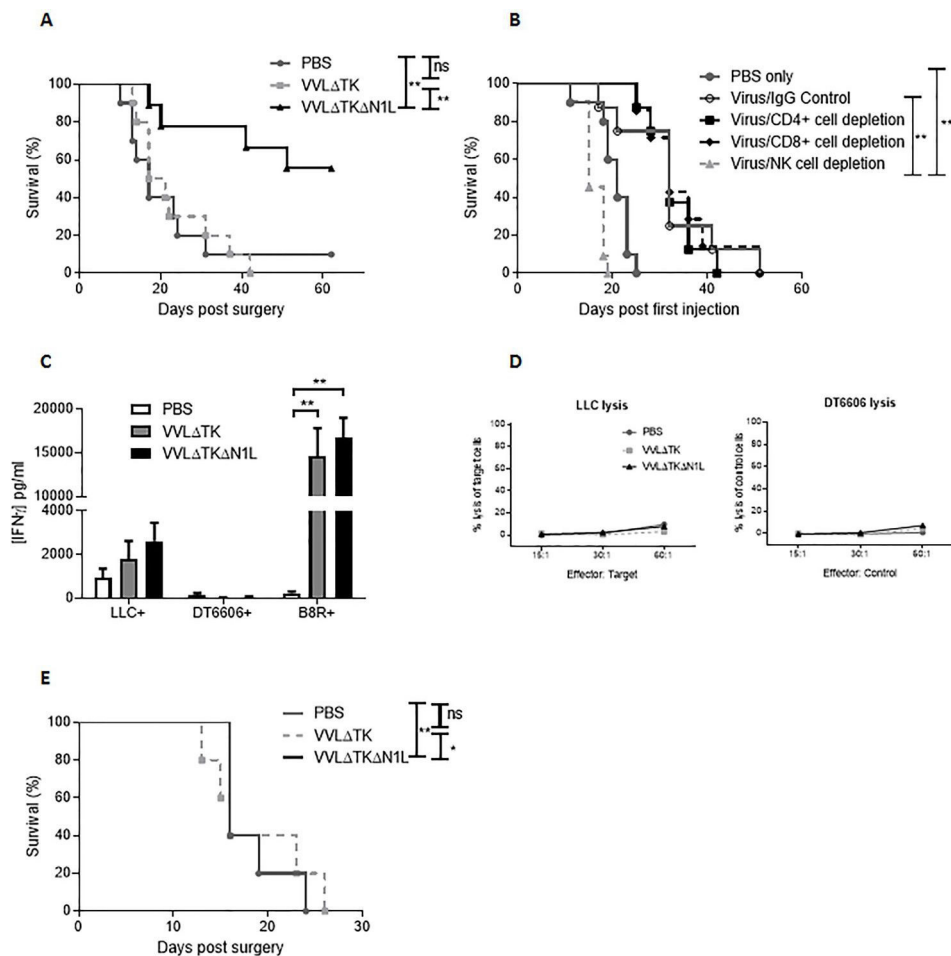 A
PBS
VVLΔTK
VVLΔTKΔN1L
ns
**
**
100
80
60
40
20
0
Survival (%)
0
20
40
60
Days post surgery
B
PBS only
Virus/IgG Control
Virus/CD4+ cell depletion
Virus/CD8+ cell depletion
Virus/NK cell depletion
**
**
100
80
60
40
20
0
Survival (%)
0
20
40
60
Days post first injection
C
PBS
VVLΔTK
VVLΔTKΔN1L
**
**
20000
15000
10000
4000
2000
0
[IFNγ] pg/ml
LLC+
DT6606+
B8R+
D
LLC lysis
PBS
VVLΔTK
VVLΔTKΔN1L
100
80
60
40
20
0
% lysis of target cells
15:1
30:1
60:1
Effector: Target
DT6606 lysis
100
80
60
40
20
0
% lysis of control cells
15:1
30:1
60:1
Effector: Control
E
PBS
VVLΔTK
VVLΔTKΔN1L
ns
**
*
100
80
60
40
20
0
Survival (%)
0
10
20
30
Days post surgery